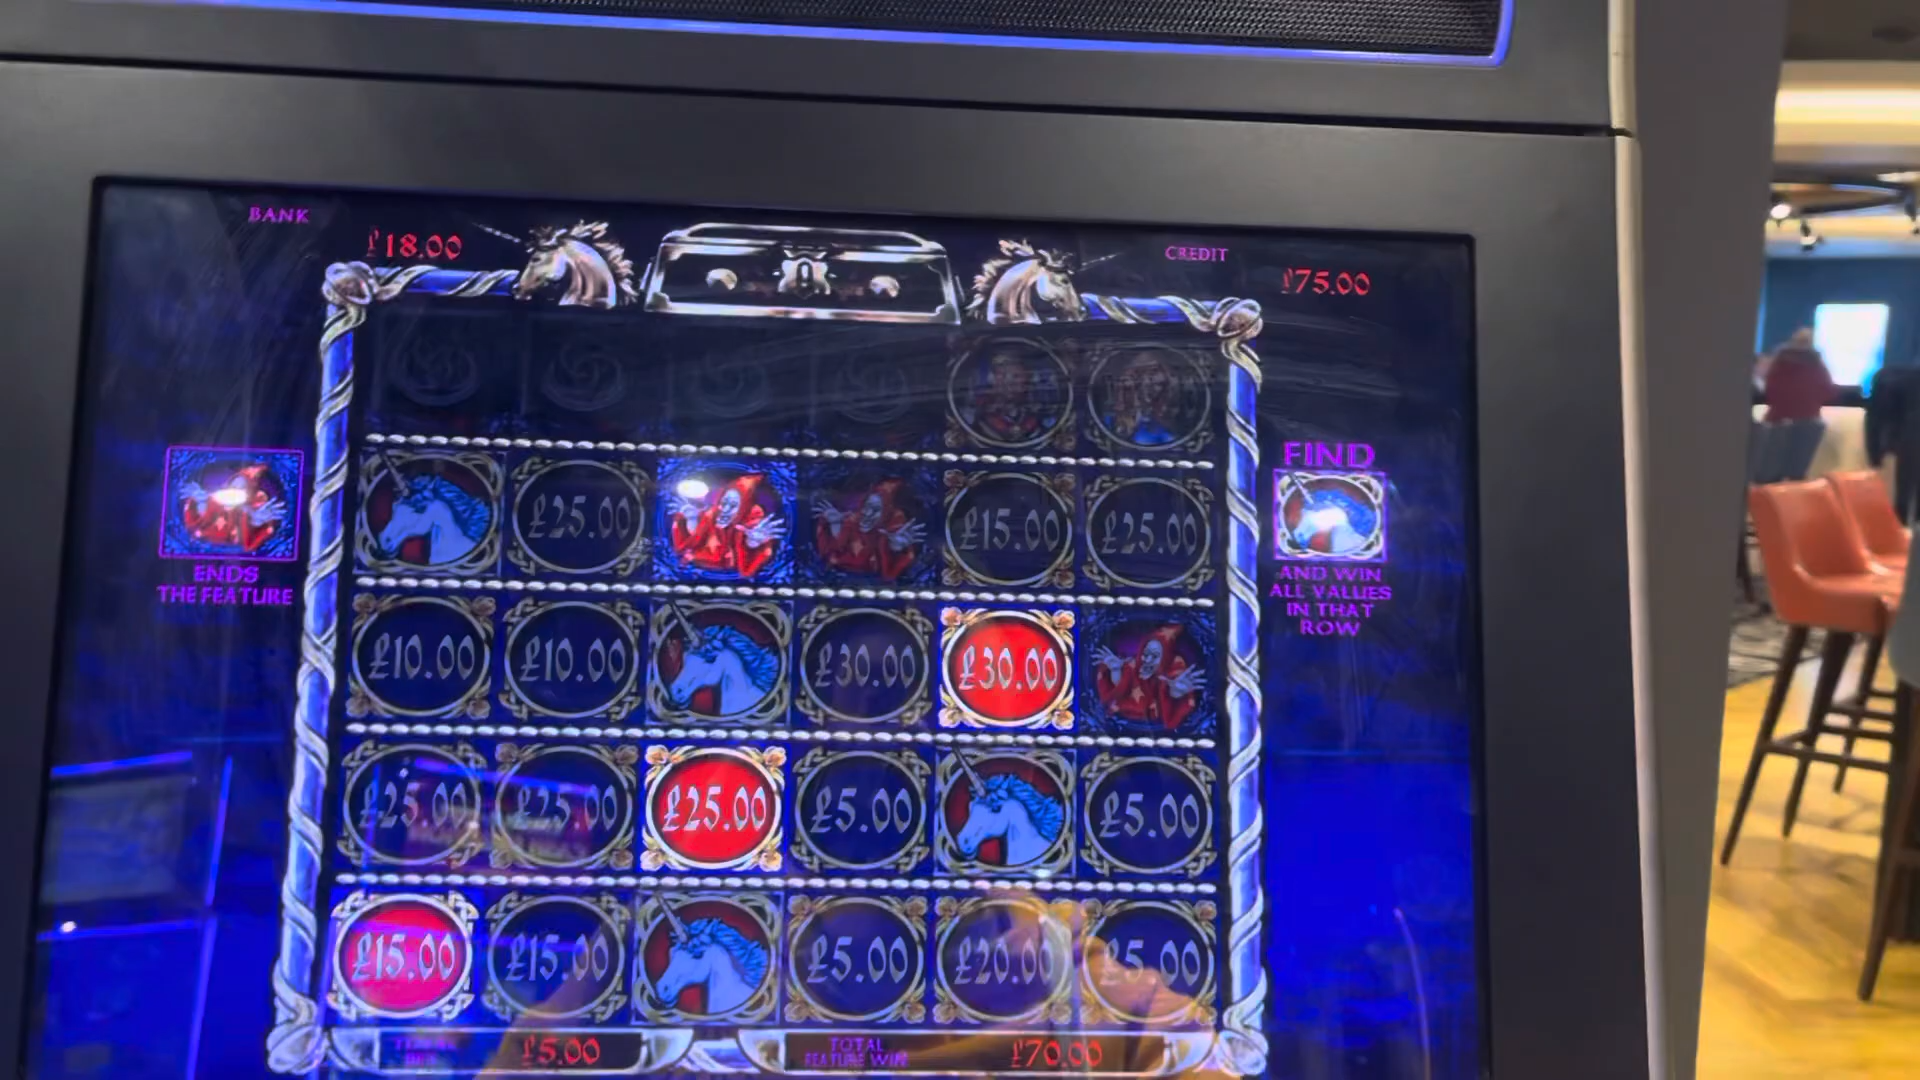 BANK
£18.00
CREDIT
£75.00
£25.00
£15.00
£25.00
ENDS
THE FEATURE
FIND
AND WIN
ALL VALUES
IN THAT
ROW
£10.00
£10.00
£30.00
£30.00
£25.00
£25.00
£25.00
£5.00
£5.00
£15.00
£15.00
£5.00
£20.00
£5.00
£5.00
TOTAL
FEATURE WIN
£70.00